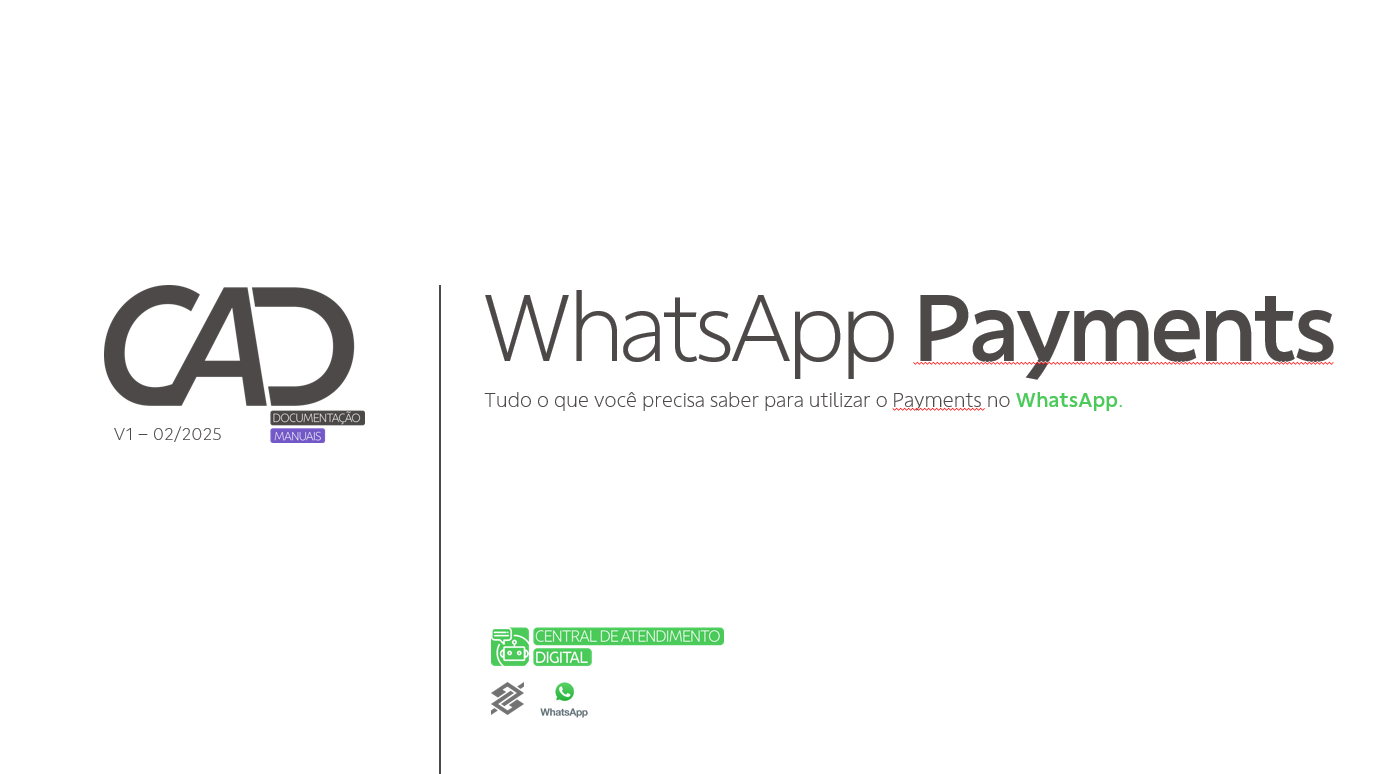 CAD
DOCUMENTAÇÃO
MANUAIS
V1 – 02/2025
WhatsApp Payments
Tudo o que você precisa saber para utilizar o Payments no WhatsApp.
CENTRAL DE ATENDIMENTO
DIGITAL
WhatsApp